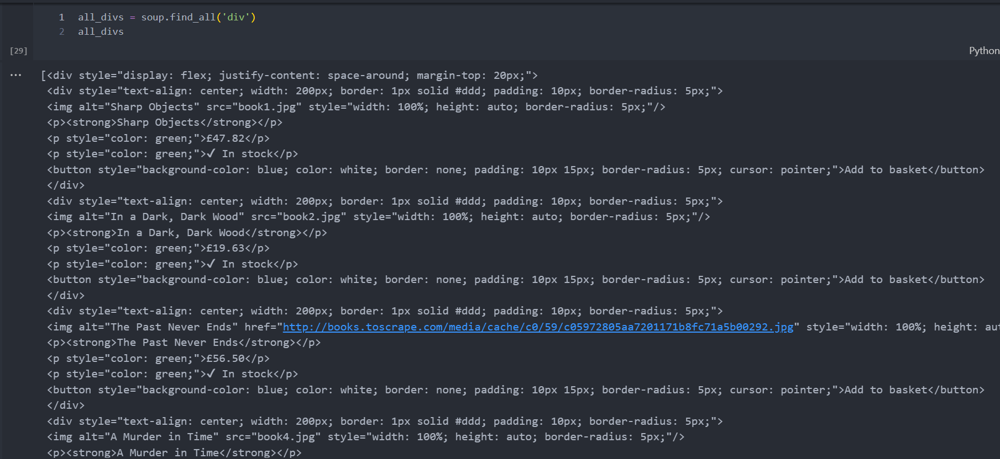 1 all_divs = soup.find_all('div')
2 all_divs
[29]
Python
... [<div style="display: flex; justify-content: space-around; margin-top: 20px;">
<div style="text-align: center; width: 200px; border: 1px solid #ddd; padding: 10px; border-radius: 5px;">
<img alt="Sharp Objects" src="book1.jpg" style="width: 100%; height: auto; border-radius: 5px;"/>
<p><strong>Sharp Objects</strong></p>
<p style="color: green;">£47.82</p>
<p style="color: green;">✓ In stock</p>
<button style="background-color: blue; color: white; border: none; padding: 10px 15px; border-radius: 5px; cursor: pointer;">Add to basket</button>
</div>
<div style="text-align: center; width: 200px; border: 1px solid #ddd; padding: 10px; border-radius: 5px;">
<img alt="In a Dark, Dark Wood" src="book2.jpg" style="width: 100%; height: auto; border-radius: 5px;"/>
<p><strong>In a Dark, Dark Wood</strong></p>
<p style="color: green;">£19.63</p>
<p style="color: green;">✓ In stock</p>
<button style="background-color: blue; color: white; border: none; padding: 10px 15px; border-radius: 5px; cursor: pointer;">Add to basket</button>
</div>
<div style="text-align: center; width: 200px; border: 1px solid #ddd; padding: 10px; border-radius: 5px;">
<img alt="The Past Never Ends" href="http://books.toscrape.com/media/cache/c0/59/c05972805aa7201171b8fc71a5b00292.jpg" style="width: 100%; height: aut
<p><strong>The Past Never Ends</strong></p>
<p style="color: green;">£56.50</p>
<p style="color: green;">✓ In stock</p>
<button style="background-color: blue; color: white; border: none; padding: 10px 15px; border-radius: 5px; cursor: pointer;">Add to basket</button>
</div>
<div style="text-align: center; width: 200px; border: 1px solid #ddd; padding: 10px; border-radius: 5px;">
<img alt="A Murder in Time" src="book4.jpg" style="width: 100%; height: auto; border-radius: 5px;"/>
<p><strong>A Murder in Time</strong></p>